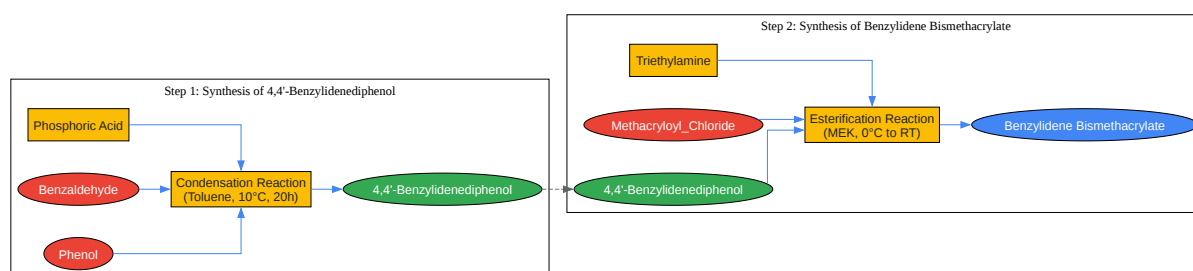 Step 1: Synthesis of 4,4'-Benzylidenediphenol
Phosphoric Acid
Benzaldehyde
Condensation Reaction
(Toluene, 10°C, 20h)
4,4'-Benzylidenediphenol
Phenol
Step 2: Synthesis of Benzylidene Bismethacrylate
Triethylamine
Methacryloyl_Chloride
Esterification Reaction
(MEK, 0°C to RT)
Benzylidene Bismethacrylate
4,4'-Benzylidenediphenol